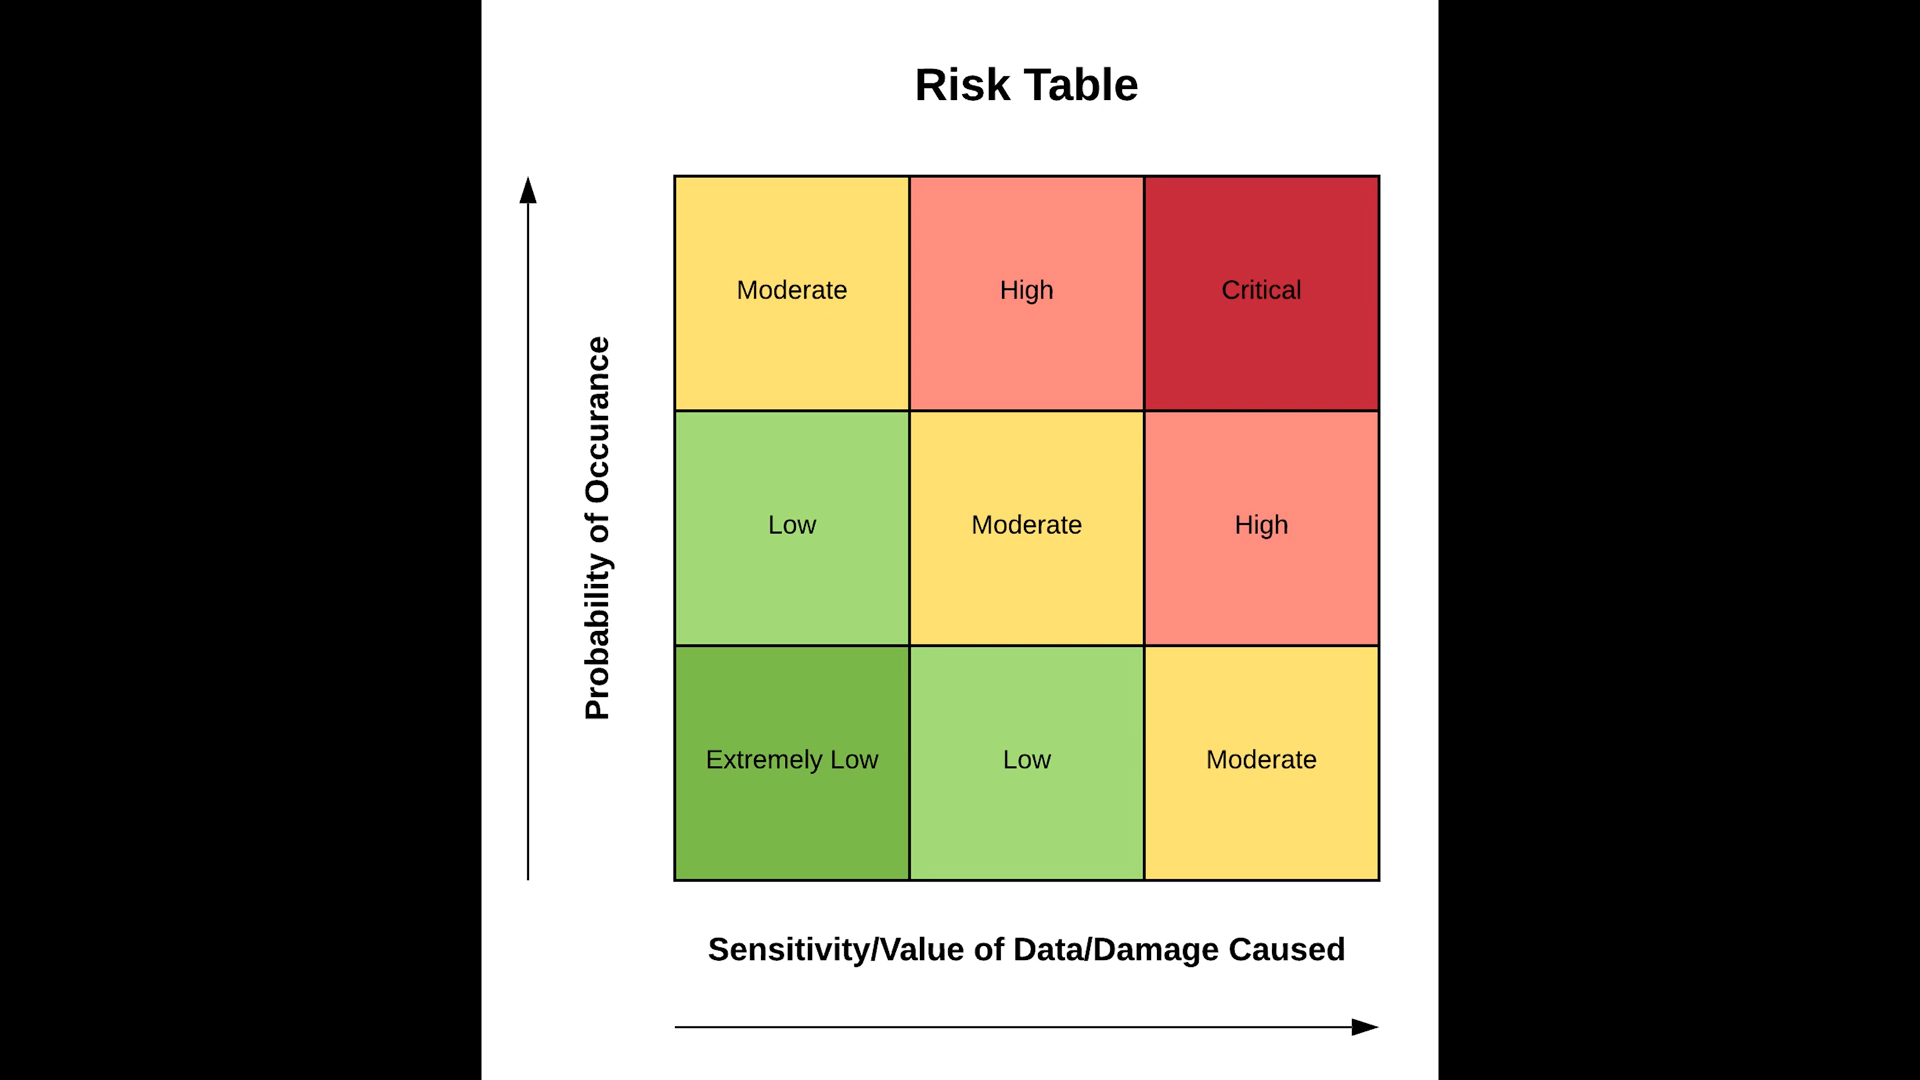 Risk Table
Probability of Occurance
Moderate
High
Critical
Low
Moderate
High
Extremely Low
Low
Moderate
Sensitivity/Value of Data/Damage Caused